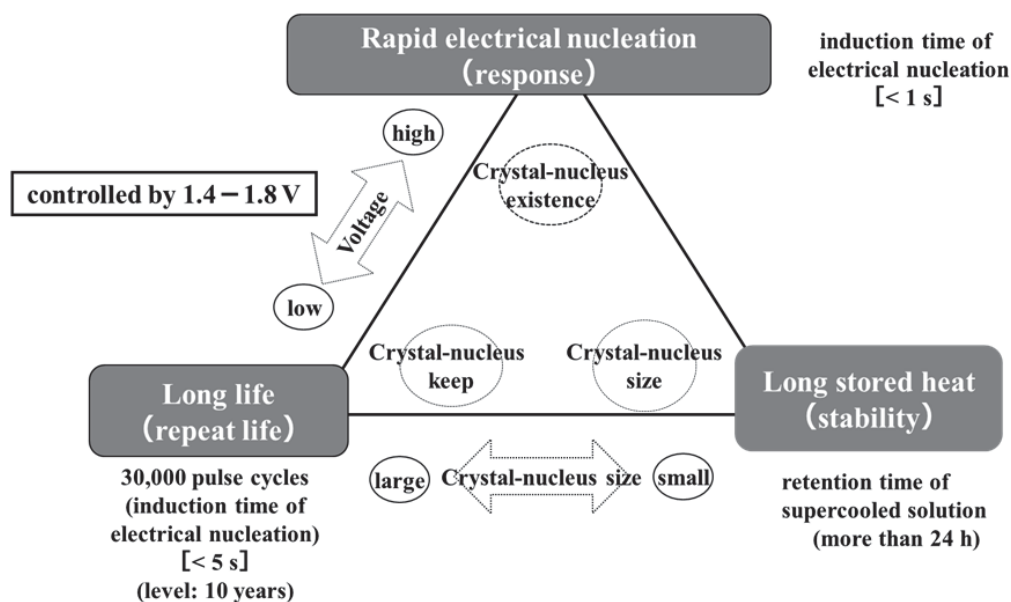 Rapid electrical nucleation
(response)
induction time of
electrical nucleation
[< 1 s]
high
Crystal-nucleus
existence
controlled by 1.4 – 1.8 V
Voltage
low
Crystal-nucleus
keep
Crystal-nucleus
size
Long life
(repeat life)
Long stored heat
(stability)
large
Crystal-nucleus size
small
30,000 pulse cycles
(induction time of
electrical nucleation)
[< 5 s]
(level: 10 years)
retention time of
supercooled solution
(more than 24 h)